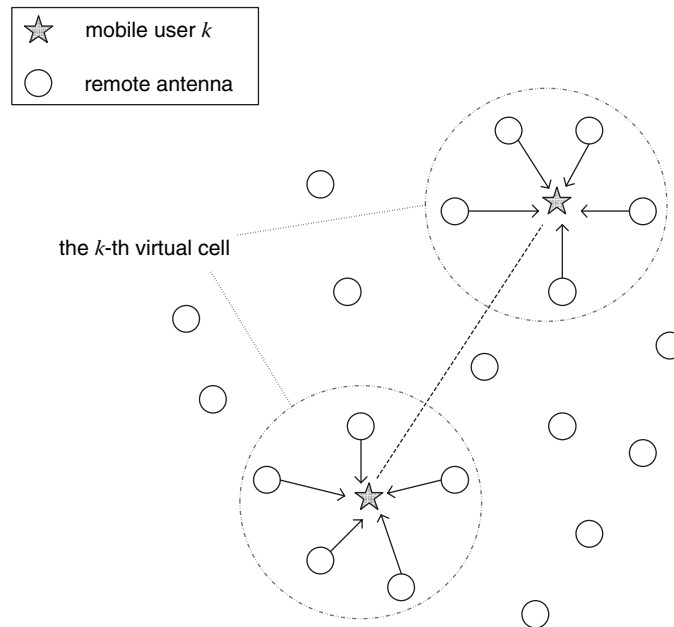 mobile user k
remote antenna
the k-th virtual cell